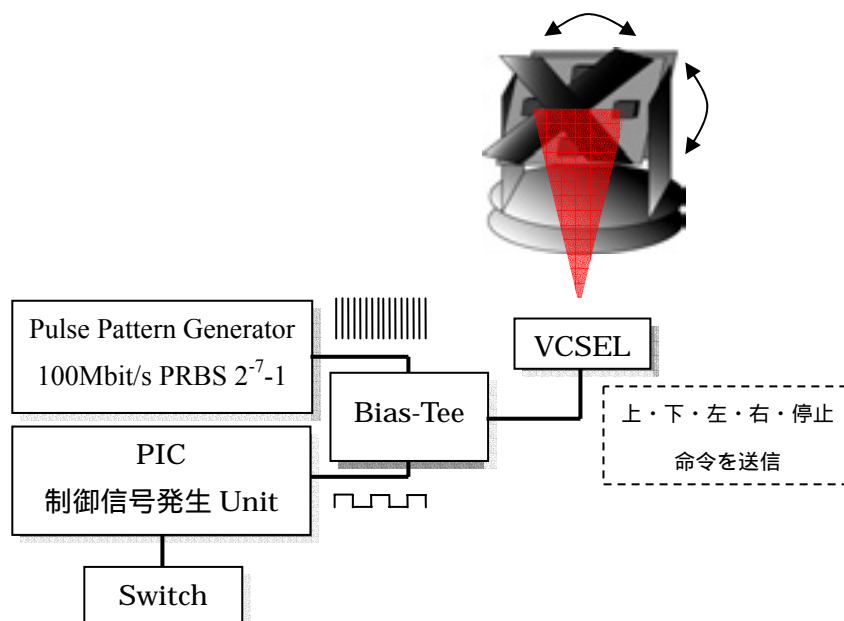 Pulse Pattern Generator
100Mbit/s PRBS 2^-7-1
VCSEL
Bias-Tee
上・下・左・右・停止
命令を送信
PIC
制御信号発生 Unit
Switch